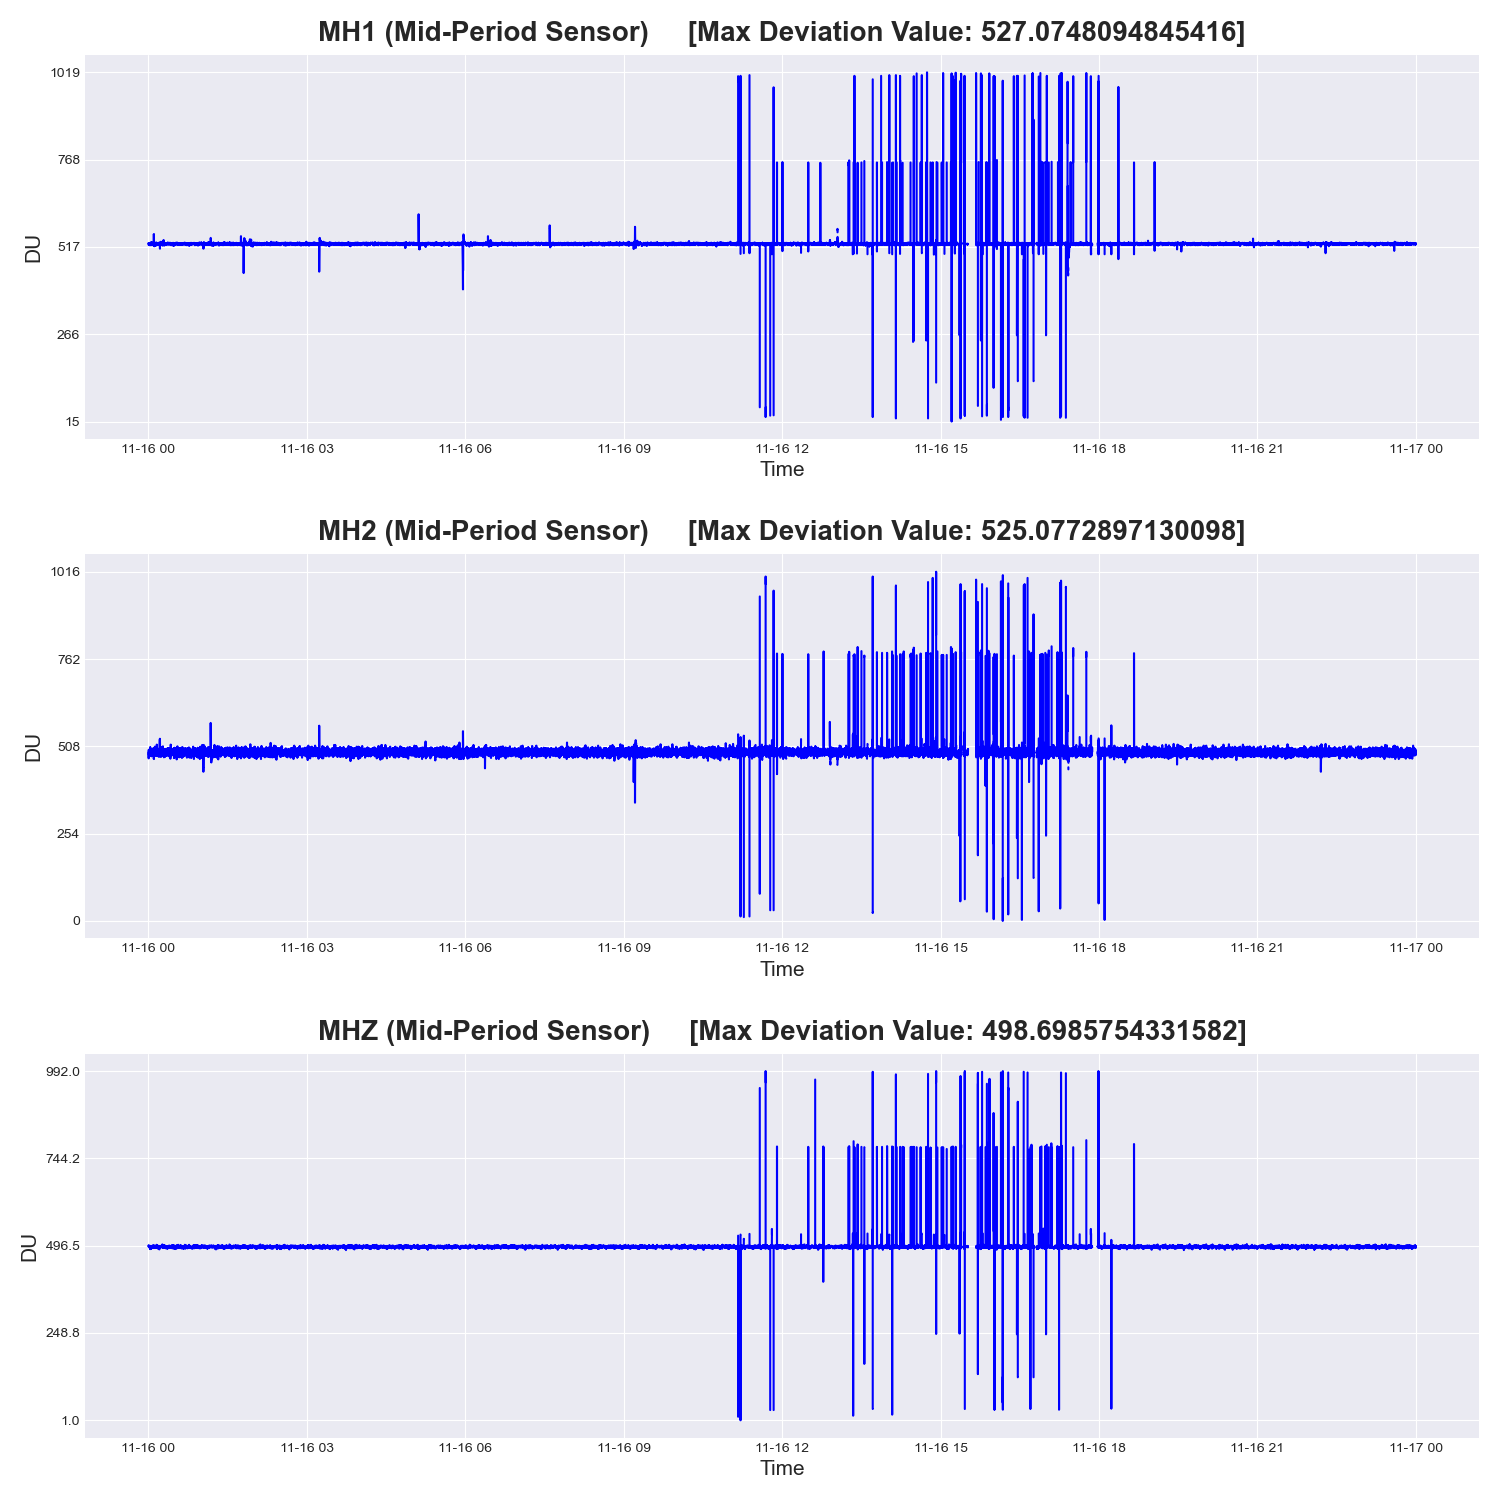 MH1 (Mid-Period Sensor) [Max Deviation Value: 527.0748094845416]
1019
768
517
266
15
DU
11-16 00 11-16 03 11-16 06 11-16 09 11-16 12 11-16 15 11-16 18 11-16 21 11-17 00
Time
MH2 (Mid-Period Sensor) [Max Deviation Value: 525.0772897130098]
1016
762
508
254
0
DU
11-16 00 11-16 03 11-16 06 11-16 09 11-16 12 11-16 15 11-16 18 11-16 21 11-17 00
Time
MHZ (Mid-Period Sensor) [Max Deviation Value: 498.6985754331582]
992.0
744.2
496.5
248.8
1.0
DU
11-16 00 11-16 03 11-16 06 11-16 09 11-16 12 11-16 15 11-16 18 11-16 21 11-17 00
Time